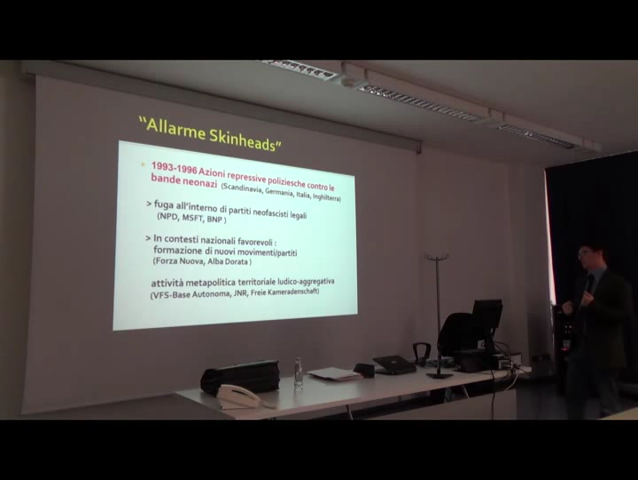 "Allarme Skinheads"
1993-1996 Azioni repressive poliziesche contro le
bande neonazi (Scandinavia, Germania, Italia, Inghilterra)
> fuga all'interno di partiti neofascisti legali
(NPD, MSFT, BNP )
> In contesti nazionali favorevoli :
formazione di nuovi movimenti/partiti
(Forza Nuova, Alba Dorata )
attività metapolitica territoriale ludico-aggregativa
(VFS-Base Autonoma, JNR, Freie Kameradenschaft)